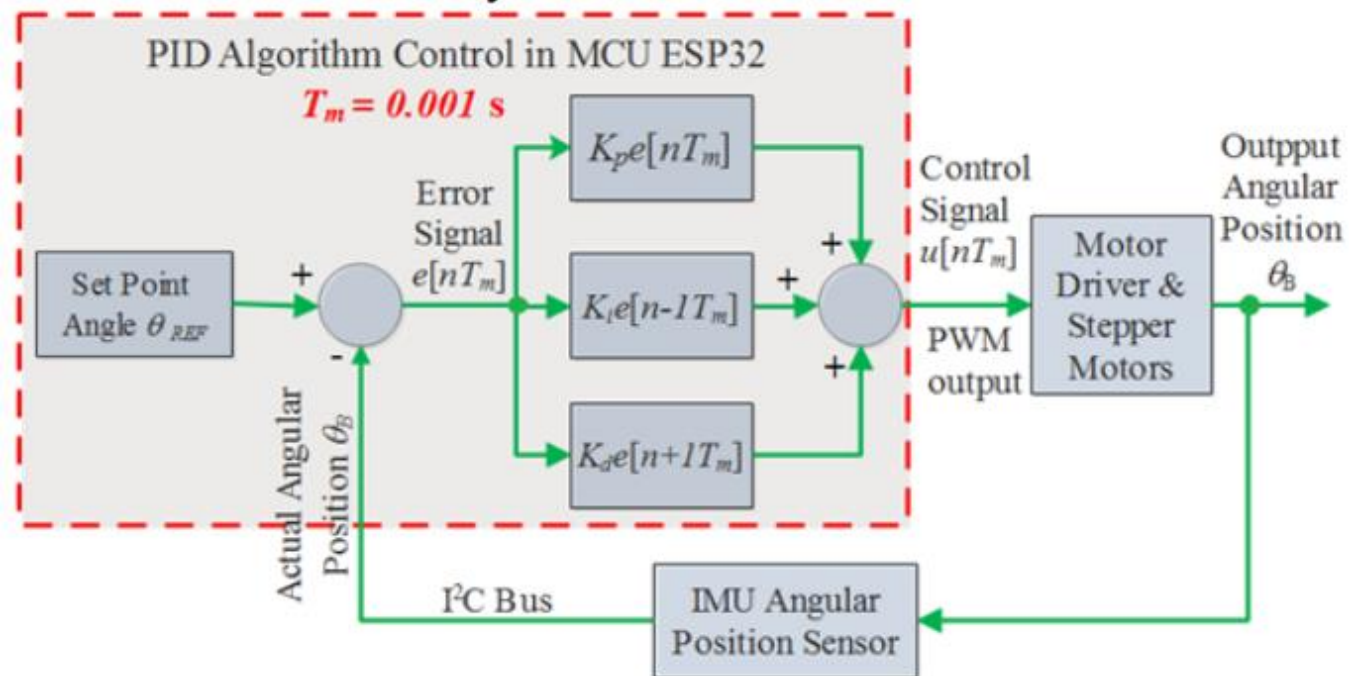 PID Algorithm Control in MCU ESP32
Tm = 0.001 s
Kpe[nTm]
Error
Signal
e[nTm]
Control
Signal
u[nTm]
Outpput
Angular
Position
θB
Set Point
Angle θ REF
+
-
Kie[n-1Tm]
+
+
+
Motor
Driver &
Stepper
Motors
PWM
output
Kde[n+1Tm]
Actual Angular
Position θB
I²C Bus
IMU Angular
Position Sensor